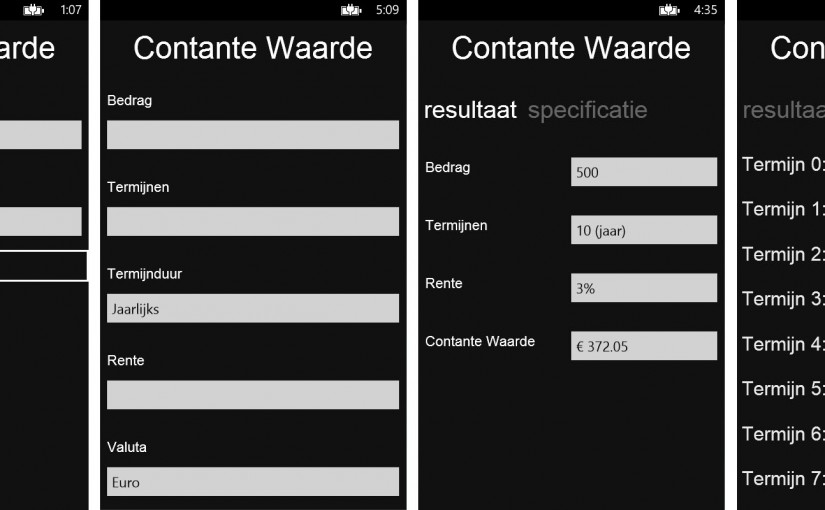 1:07
arde
5:09
Contante Waarde
Bedrag
Termijnen
Termijnduur
Jaarlijks
Rente
Valuta
Euro
4:35
Contante Waarde
resultaat specificatie
Bedrag 500
Termijnen 10 (jaar)
Rente 3%
Contante Waarde € 372.05
Con
resultaa
Termijn 0:
Termijn 1:
Termijn 2:
Termijn 3:
Termijn 4:
Termijn 5:
Termijn 6:
Termijn 7: